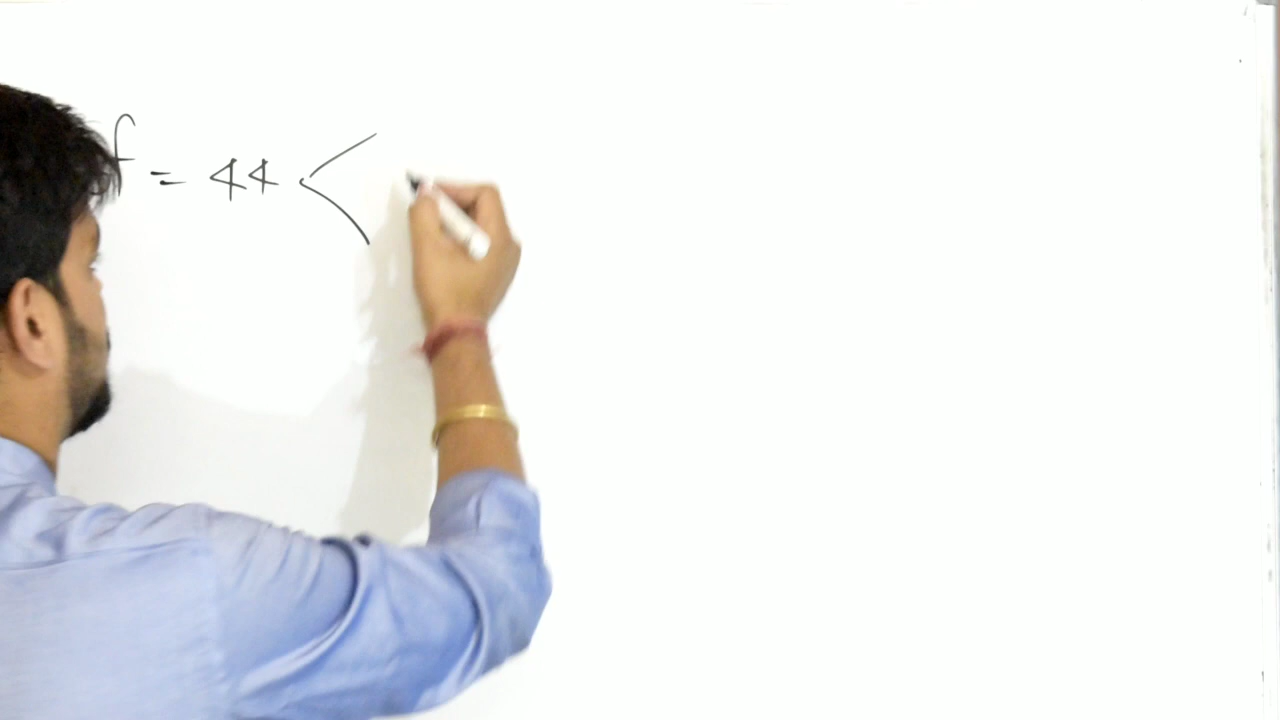 f = 44 <